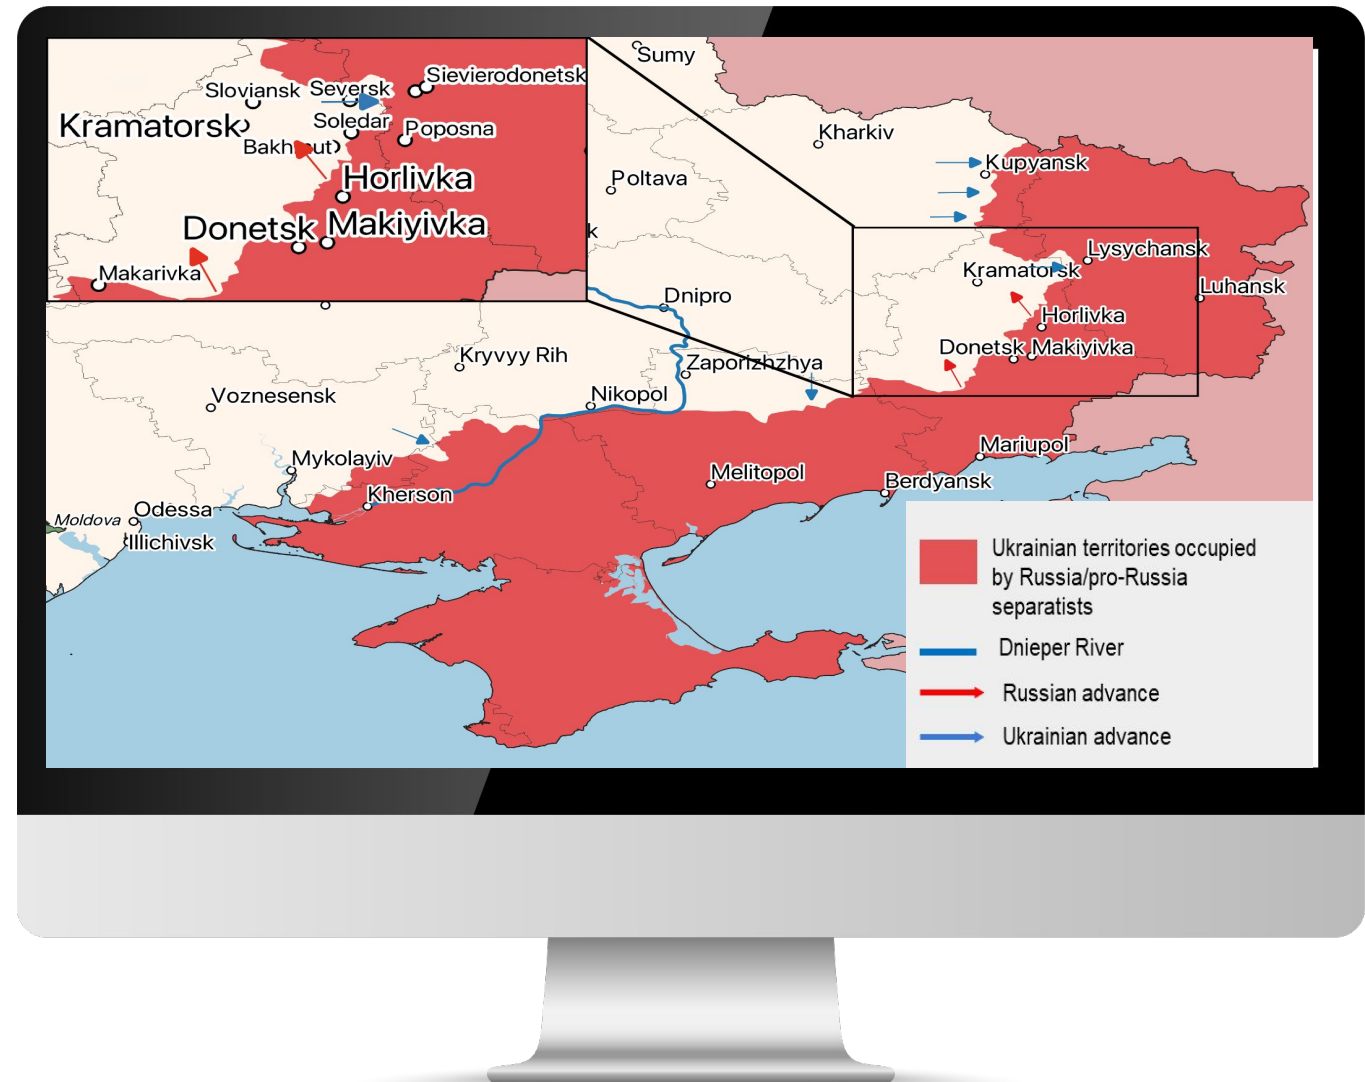 Sieverodonetsk
Sloviansk
Seversk
Kramatorsk
Soledar
Poposna
Horlivka
Donetsk
Makiyivka
Makarivka
Sumy
Kharkiv
Kupyansk
Poltava
k
Lysychansk
Kramatorsk
Luhansk
Dnipro
Horlivka
Donetsk
Makiyivka
Kryvyy Rih
Zaporizhzhya
Nikopol
Voznesensk
Mykolayiv
Mariupol
Melitopol
Berdyansk
Kherson
Odessa
Moldova
Illichivsk
Ukrainian territories occupied
by Russia/pro-Russia
separatists
Dnieper River
Russian advance
Ukrainian advance